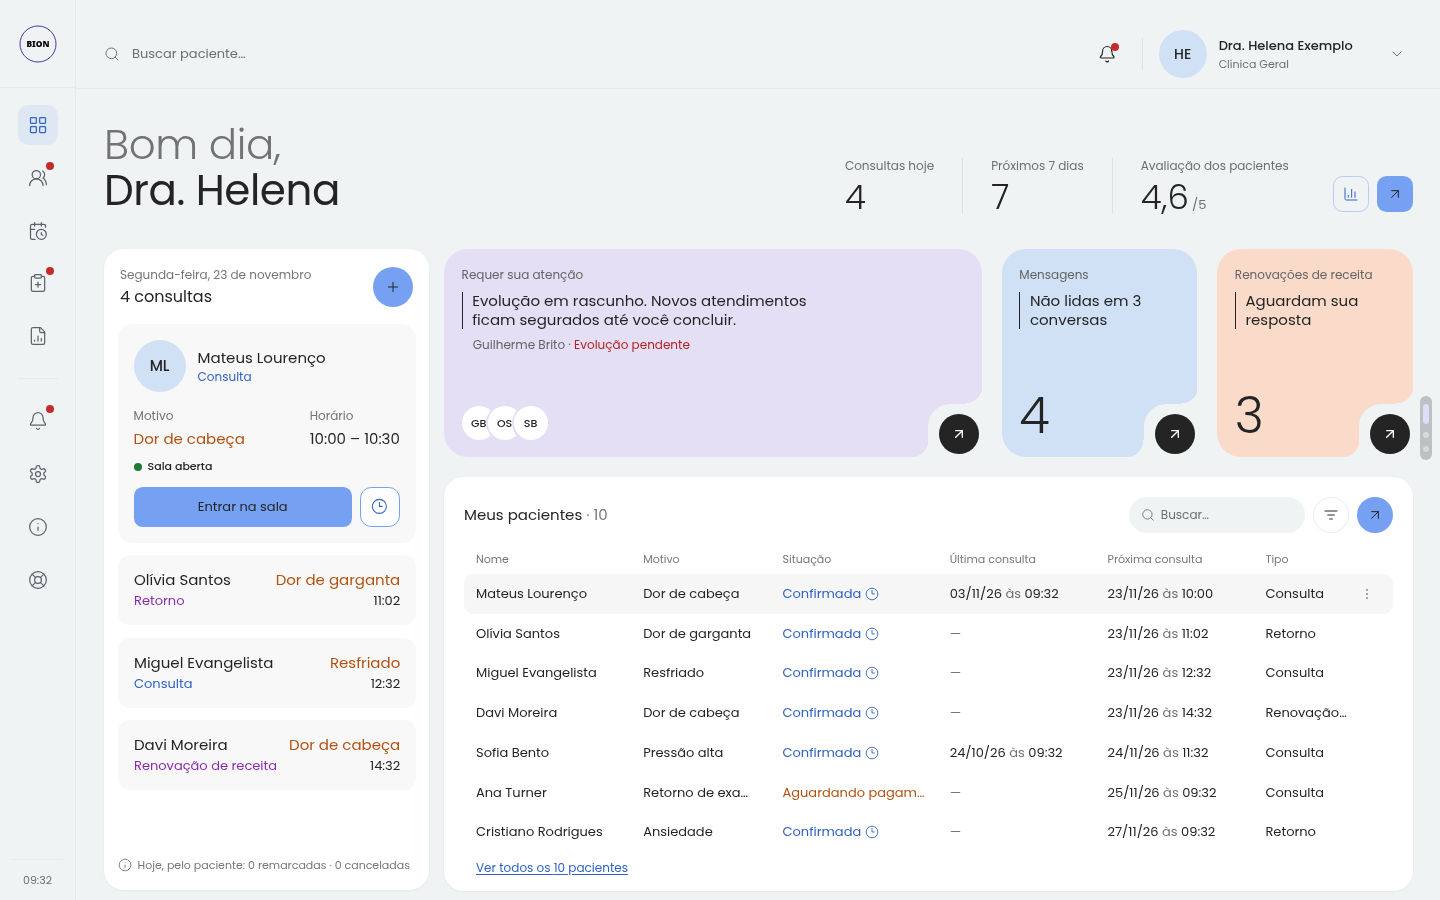 BION
Buscar paciente...
HE
Dra. Helena Exemplo
Clínica Geral
Bom dia,
Dra. Helena
Consultas hoje
4
Próximos 7 dias
7
Avaliação dos pacientes
4,6 /5
Segunda-feira, 23 de novembro
4 consultas
ML
Mateus Lourenço
Consulta
Motivo
Horário
Dor de cabeça
10:00 – 10:30
Sala aberta
Entrar na sala
Olívia Santos
Dor de garganta
Retorno
11:02
Miguel Evangelista
Resfriado
Consulta
12:32
Davi Moreira
Dor de cabeça
Renovação de receita
14:32
Hoje, pelo paciente: 0 remarcadas · 0 canceladas
09:32
Requer sua atenção
Evolução em rascunho. Novos atendimentos
ficam segurados até você concluir.
Guilherme Brito · Evolução pendente
GB OS SB
Mensagens
Não lidas em 3
conversas
4
Renovações de receita
Aguardam sua
resposta
3
Meus pacientes · 10
Buscar...
Nome Motivo Situação Última consulta Próxima consulta Tipo
Mateus Lourenço Dor de cabeça Confirmada 03/11/26 às 09:32 23/11/26 às 10:00 Consulta
Olívia Santos Dor de garganta Confirmada — 23/11/26 às 11:02 Retorno
Miguel Evangelista Resfriado Confirmada — 23/11/26 às 12:32 Consulta
Davi Moreira Dor de cabeça Confirmada — 23/11/26 às 14:32 Renovação...
Sofia Bento Pressão alta Confirmada 24/10/26 às 09:32 24/11/26 às 11:32 Consulta
Ana Turner Retorno de exa... Aguardando pagam... — 25/11/26 às 09:32 Consulta
Cristiano Rodrigues Ansiedade Confirmada — 27/11/26 às 09:32 Retorno
Ver todos os 10 pacientes